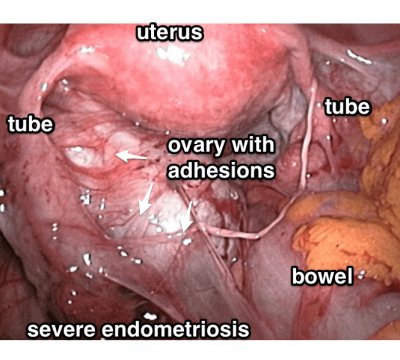 uterus
tube
tube
ovary with
adhesions
bowel
severe endometriosis